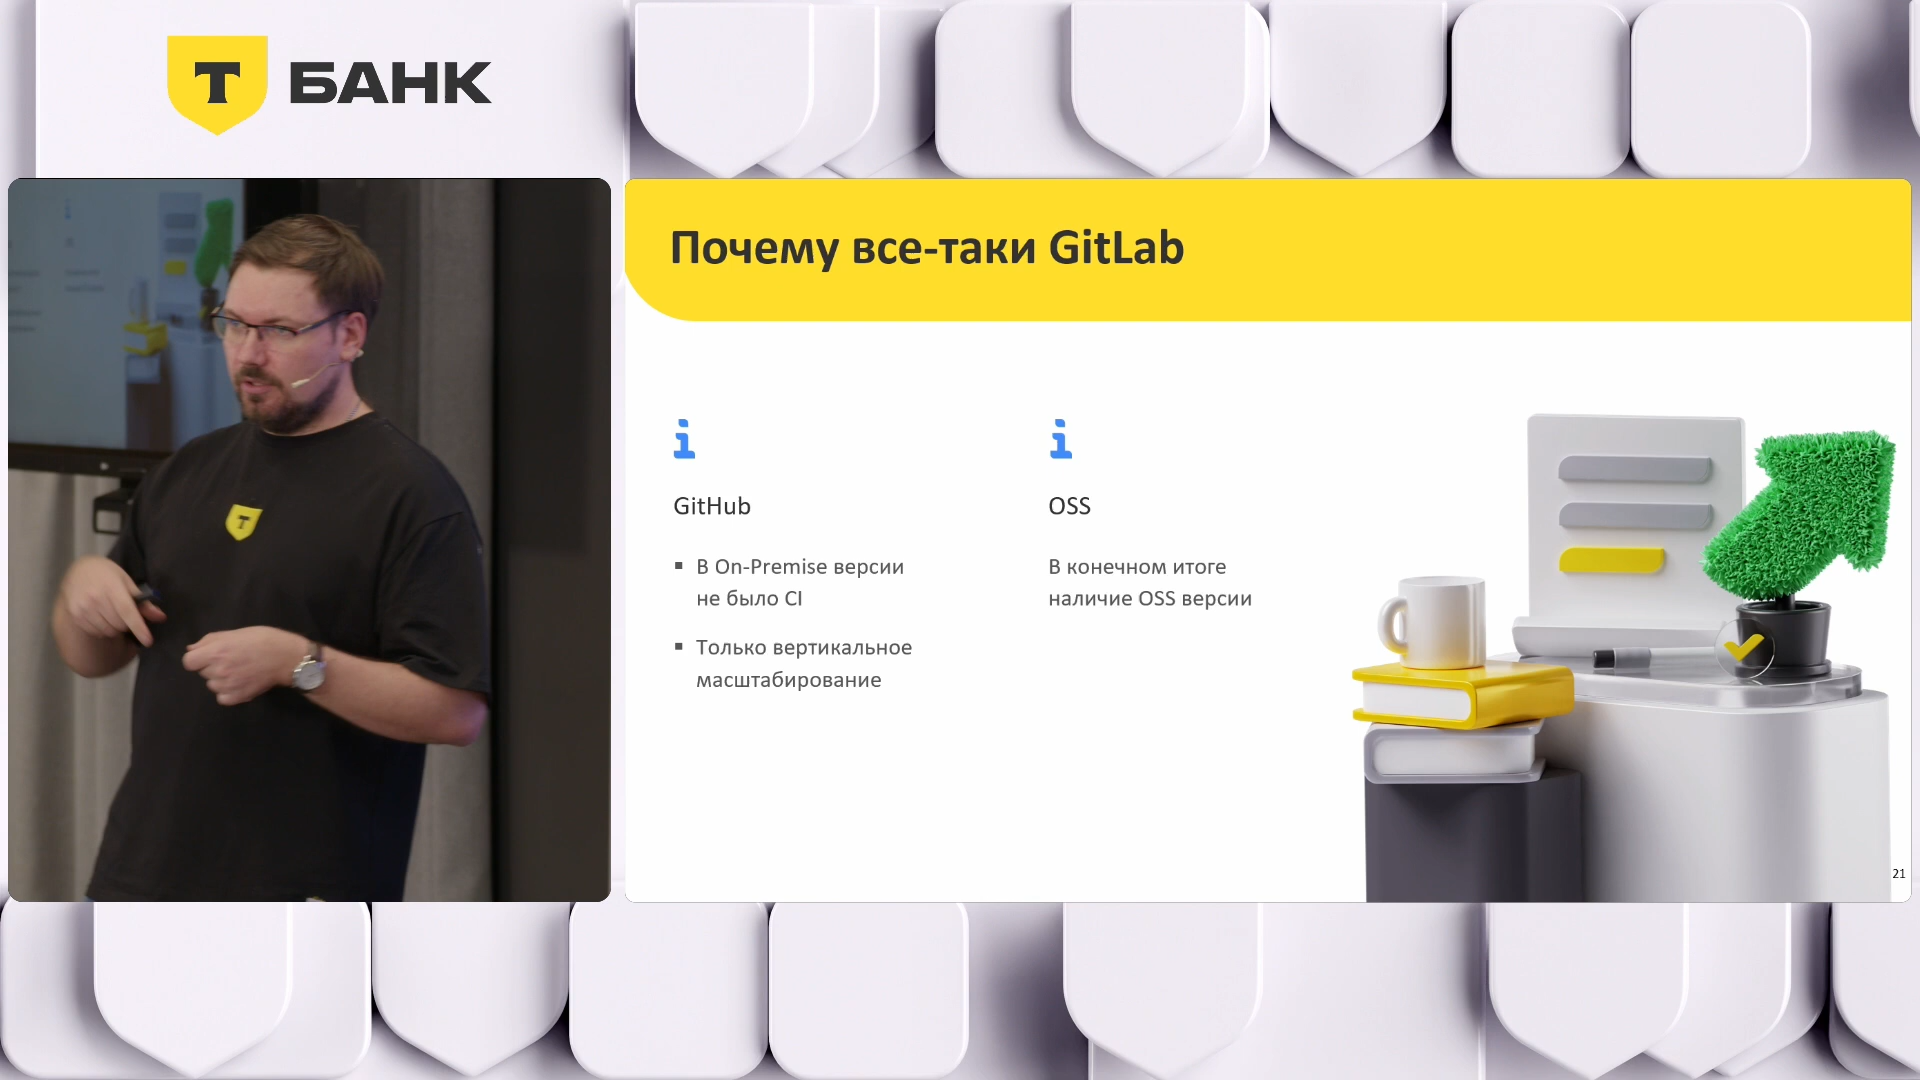 Т БАНК
Почему все-таки GitLab
GitHub
В On-Premise версии
не было CI
Только вертикальное
масштабирование
OSS
В конечном итоге
наличие OSS версии
21
Т